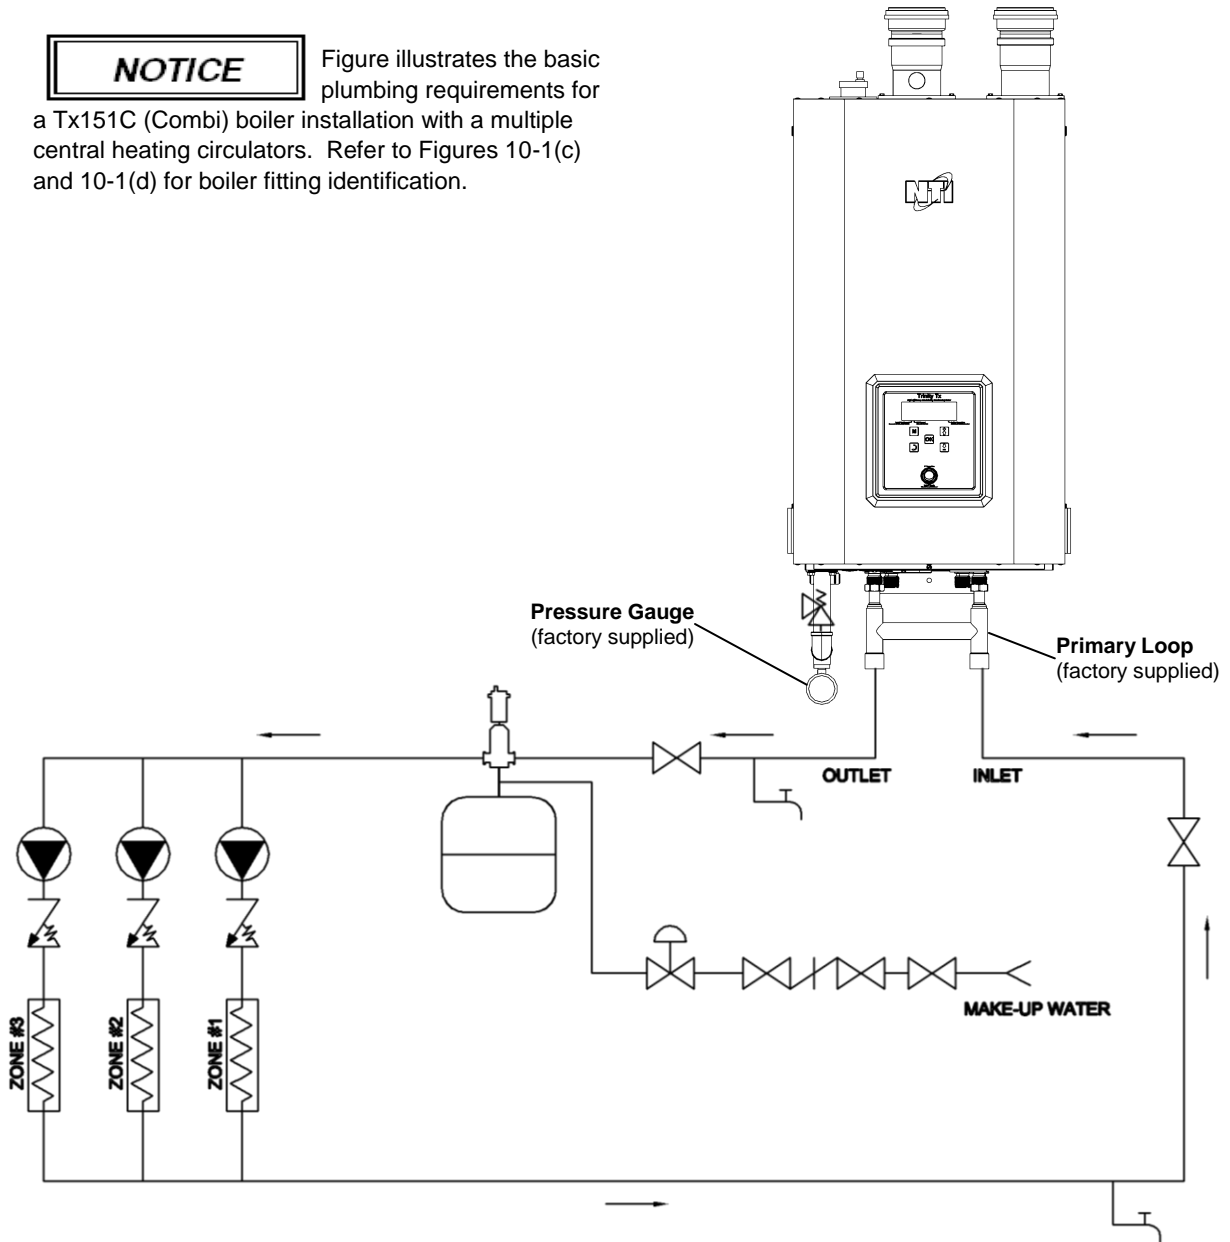 NOTICE
Figure illustrates the basic
plumbing requirements for
a Tx151C (Combi) boiler installation with a multiple
central heating circulators.  Refer to Figures 10-1(c)
and 10-1(d) for boiler fitting identification.
NTI
Trinity Tx
OK
Pressure Gauge
(factory supplied)
Primary Loop
(factory supplied)
OUTLET
INLET
MAKE-UP WATER
ZONE #3
ZONE #2
ZONE #1